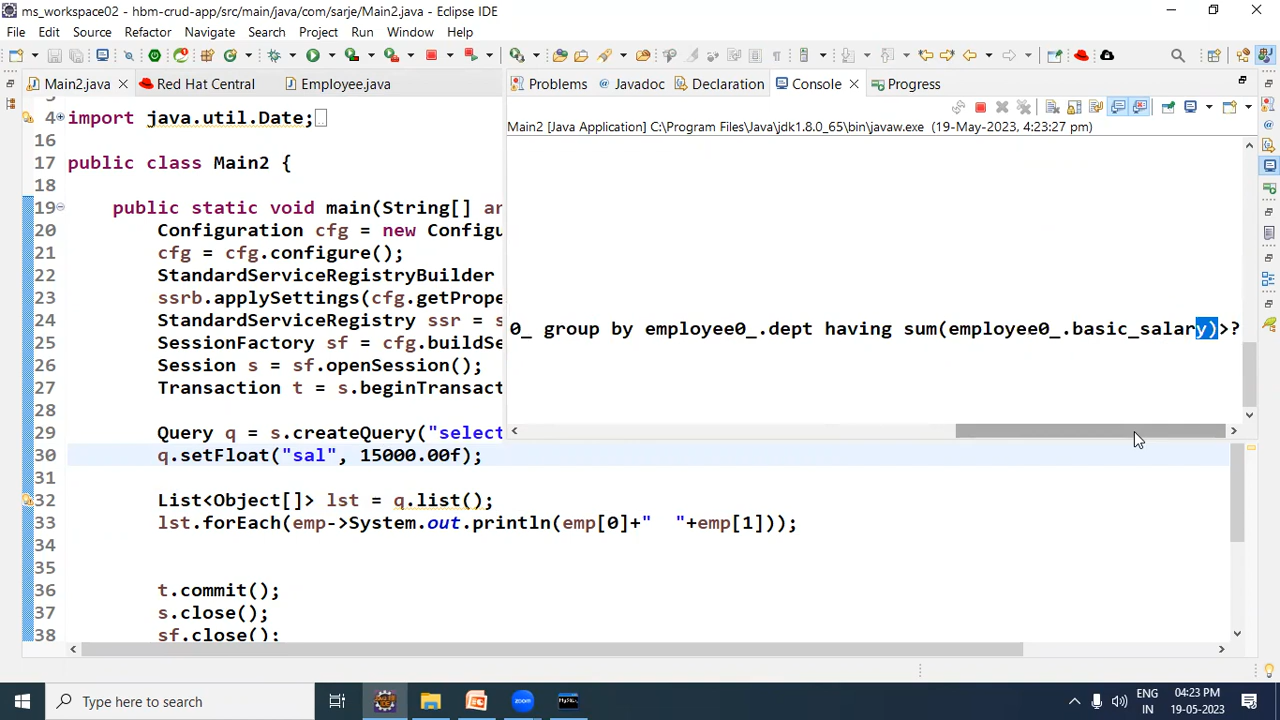 ms_workspace02 - hbm-crud-app/src/main/java/com/sarje/Main2.java - Eclipse IDE
File Edit Source Refactor Navigate Search Project Run Window Help
Main2.java Red Hat Central Employee.java
Problems @ Javadoc Declaration Console Progress
Main2 [Java Application] C:\Program Files\Java\jdk1.8.0_65\bin\javaw.exe (19-May-2023, 4:23:27 pm)
0_ group by employee0_.dept having sum(employee0_.basic_salary)>?
4 import java.util.Date;
16
17 public class Main2 {
18
19 public static void main(String[] ar
20 Configuration cfg = new Configu
21 cfg = cfg.configure();
22 StandardServiceRegistryBuilder
23 ssrb.applySettings(cfg.getPrope
24 StandardServiceRegistry ssr = s
25 SessionFactory sf = cfg.buildSe
26 Session s = sf.openSession();
27 Transaction t = s.beginTransact
28
29 Query q = s.createQuery("select
30 q.setFloat("sal", 15000.00f);
31
32 List<Object[]> lst = q.list();
33 lst.forEach(emp->System.out.println(emp[0]+"  "+emp[1]));
34
35
36 t.commit();
37 s.close();
38 sf.close();
Type here to search
ENG
IN
04:23 PM
19-05-2023